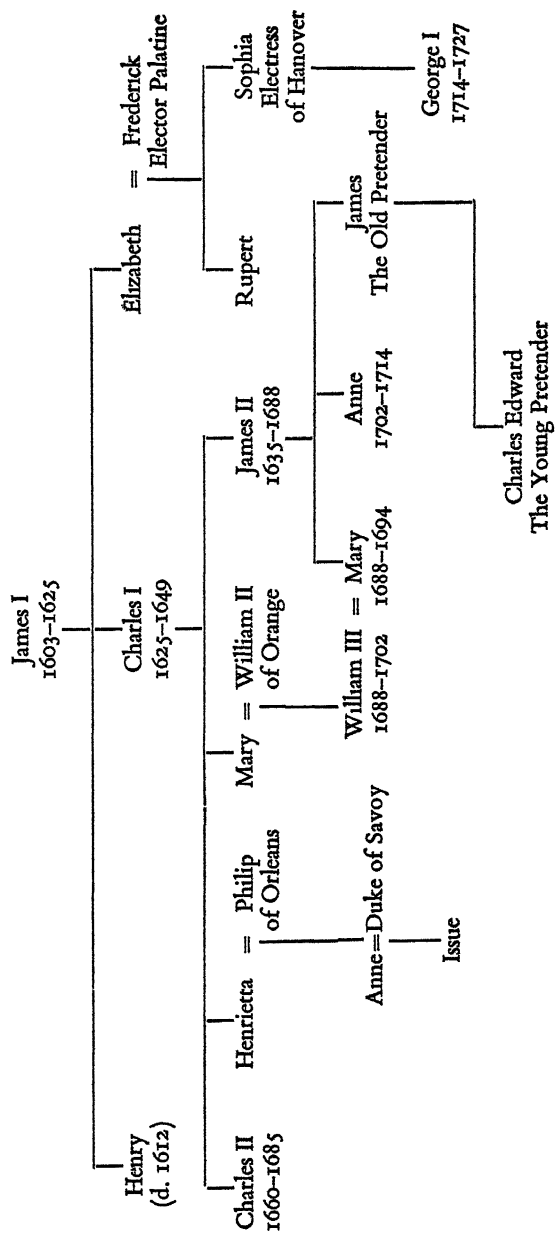 James I
1603–1625
Henry
(d. 1612)
Charles I
1625–1649
Elizabeth
=
Frederick
Elector Palatine
Charles II
1660–1685
Henrietta
=
Philip
of Orleans
Mary
=
William II
of Orange
James II
1635–1688
Rupert
Sophia
Electress
of Hanover
Anne=Duke of Savoy
William III
1688–1702
=
Mary
1688–1694
Anne
1702–1714
James
The Old Pretender
George I
1714–1727
Issue
Charles Edward
The Young Pretender